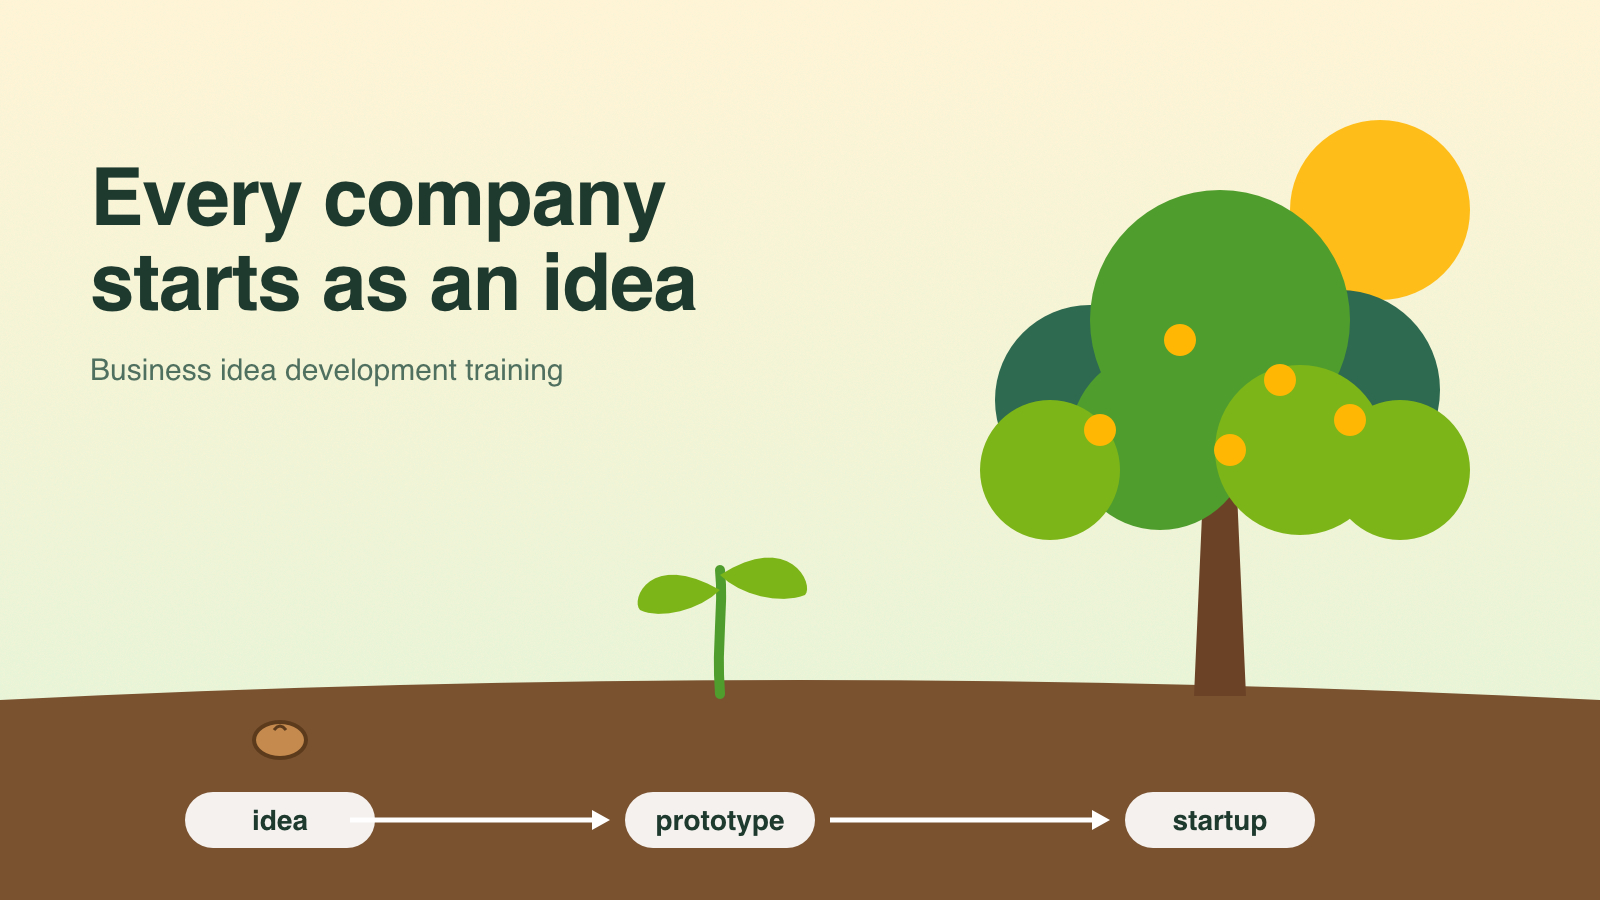 Every company
starts as an idea
Business idea development training
idea
prototype
startup